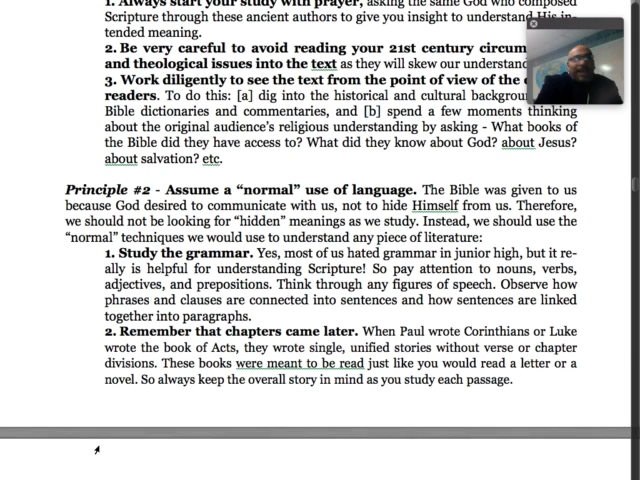 1. Always start your study with prayer, asking the same God who composed
Scripture through these ancient authors to give you insight to understand His in-
tended meaning.
2. Be very careful to avoid reading your 21st century circum
and theological issues into the text as they will skew our understand
3. Work diligently to see the text from the point of view of the
readers. To do this: [a] dig into the historical and cultural backgroun
Bible dictionaries and commentaries, and [b] spend a few moments thinking
about the original audience's religious understanding by asking - What books of
the Bible did they have access to? What did they know about God? about Jesus?
about salvation? etc.
Principle #2 - Assume a “normal” use of language. The Bible was given to us
because God desired to communicate with us, not to hide Himself from us. Therefore,
we should not be looking for “hidden” meanings as we study. Instead, we should use the
“normal” techniques we would use to understand any piece of literature:
1. Study the grammar. Yes, most of us hated grammar in junior high, but it re-
ally is helpful for understanding Scripture! So pay attention to nouns, verbs,
adjectives, and prepositions. Think through any figures of speech. Observe how
phrases and clauses are connected into sentences and how sentences are linked
together into paragraphs.
2. Remember that chapters came later. When Paul wrote Corinthians or Luke
wrote the book of Acts, they wrote single, unified stories without verse or chapter
divisions. These books were meant to be read just like you would read a letter or a
novel. So always keep the overall story in mind as you study each passage.